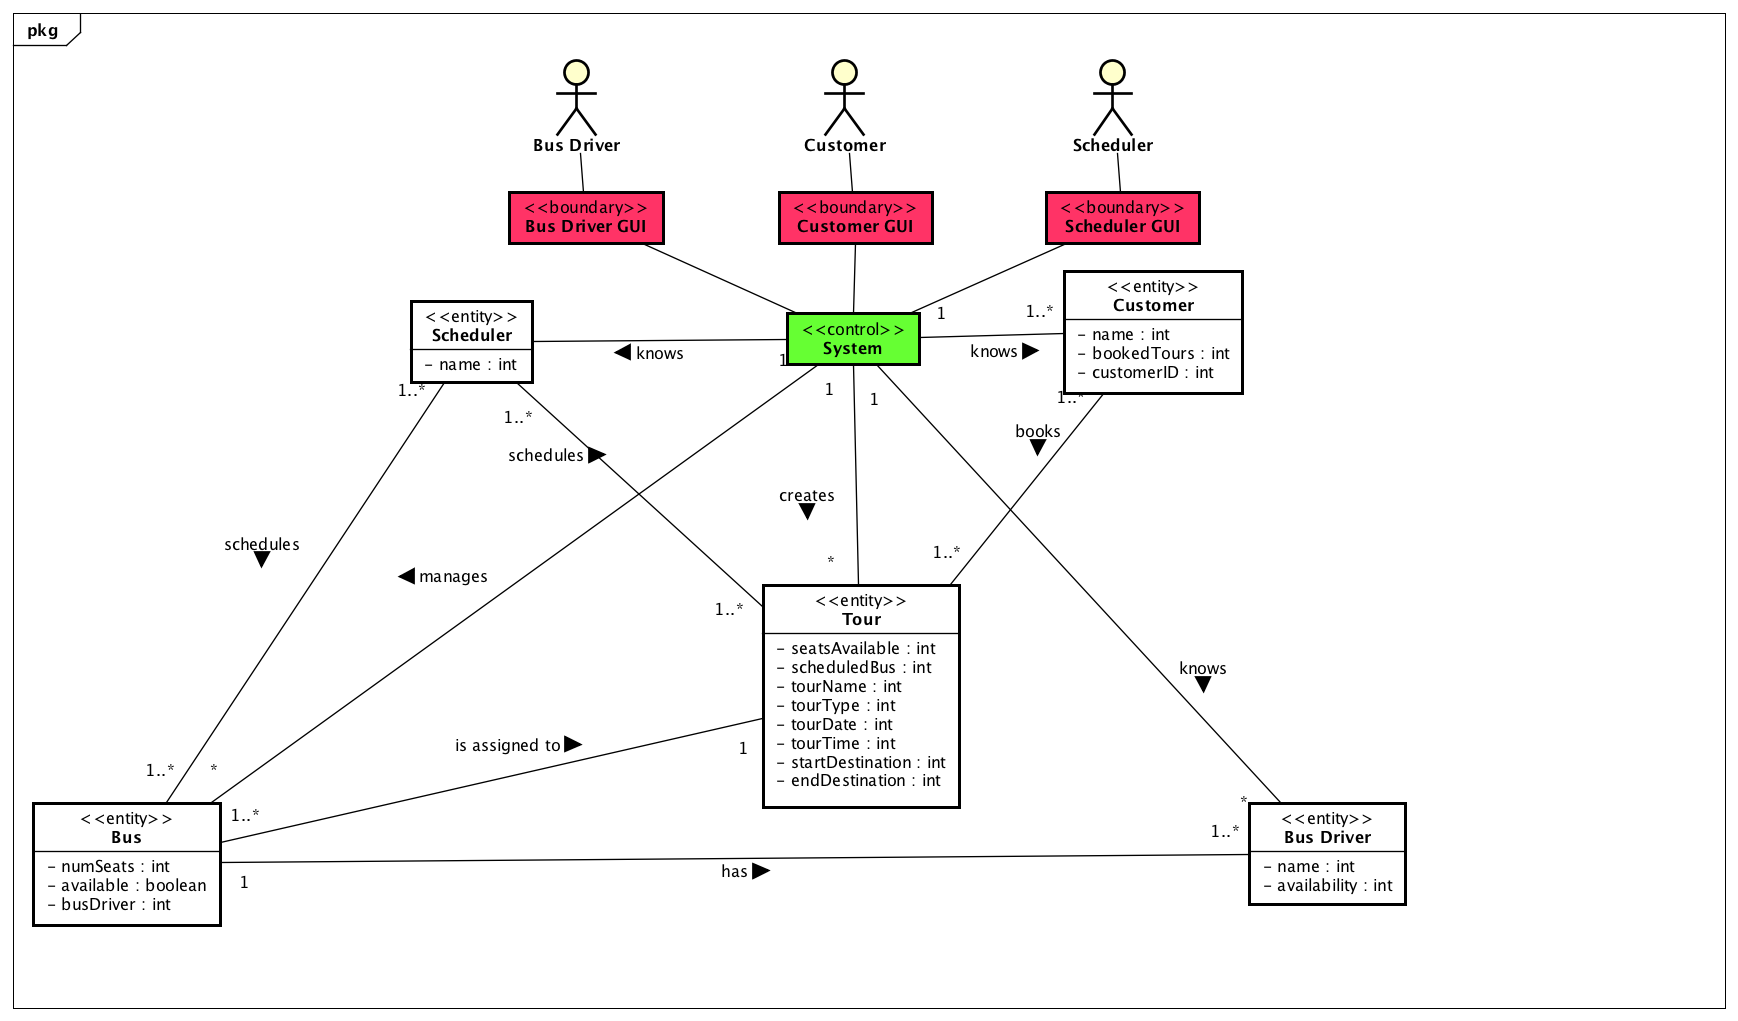 pkg
Bus Driver
Customer
Scheduler
<<boundary>>
Bus Driver GUI
<<boundary>>
Customer GUI
<<boundary>>
Scheduler GUI
<<entity>>
Scheduler
- name : int
<<control>>
System
<<entity>>
Customer
- name : int
- bookedTours : int
- customerID : int
1
1..*
knows
knows
1
1..*
1..*
1
1
1..*
schedules
books
creates
schedules
manages
*
1..*
1..*
knows
<<entity>>
Tour
- seatsAvailable : int
- scheduledBus : int
- tourName : int
- tourType : int
- tourDate : int
- tourTime : int
- startDestination : int
- endDestination : int
is assigned to
1
1..*
*
1..*
*
1..*
<<entity>>
Bus
- numSeats : int
- available : boolean
- busDriver : int
1
has
<<entity>>
Bus Driver
- name : int
- availability : int